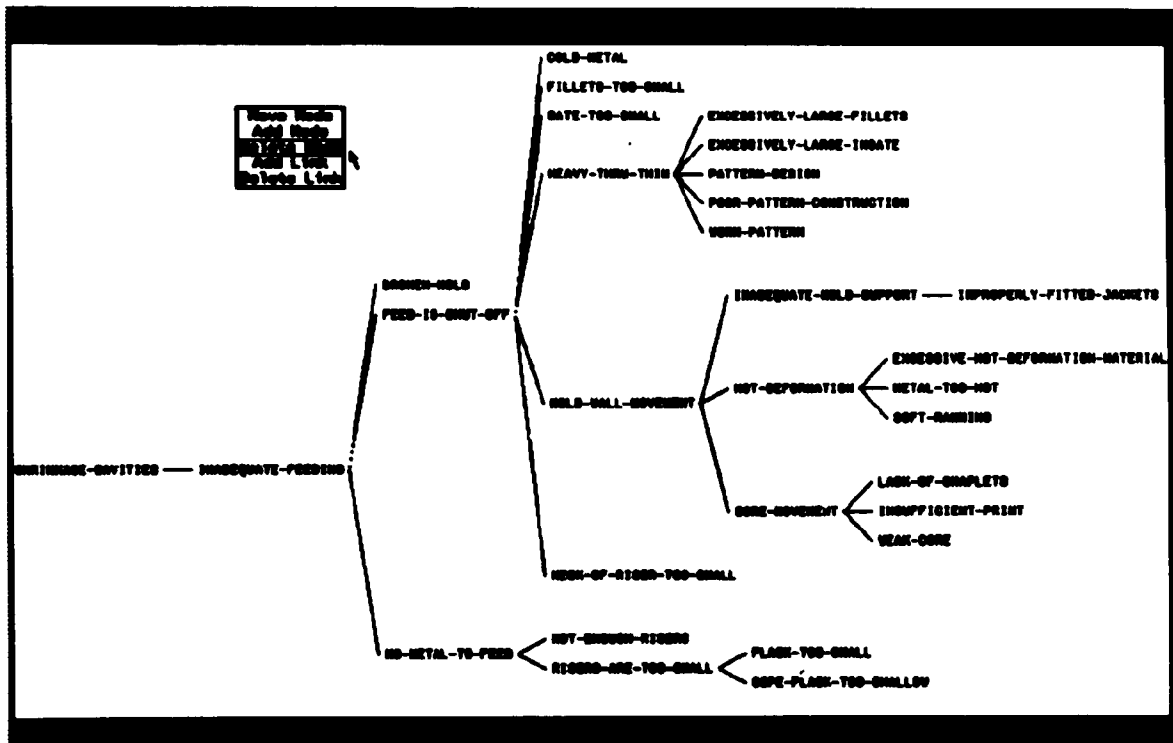 COLD-METAL
FILLETS-TOO-SMALL
GATE-TOO-SMALL
Move Node
Add Node
Delete Node
Add Link
Delete Link
EXCESSIVELY-LARGE-FILLETS
EXCESSIVELY-LARGE-INGATE
HEAVY-THRU-THIN
PATTERN-DESIGN
POOR-PATTERN-CONSTRUCTION
WORN-PATTERN
BROKEN-MOLD
FEED-IS-SHUT-OFF
INADEQUATE-MOLD-SUPPORT
IMPROPERLY-FITTED-JACKETS
EXCESSIVE-HOT-DEFORMATION-MATERIAL
HOT-DEFORMATION
METAL-TOO-HOT
SOFT-RAMMING
MOLD-WALL-MOVEMENT
SHRINKAGE-CAVITIES
INADEQUATE-FEEDING
LACK-OF-CHAPLETS
CORE-MOVEMENT
INSUFFICIENT-PRINT
WEAK-CORE
NECK-OF-RISER-TOO-SMALL
NOT-ENOUGH-RISERS
NO-METAL-TO-FEED
RISERS-ARE-TOO-SMALL
FLASK-TOO-SMALL
COPE-FLASK-TOO-SHALLOW